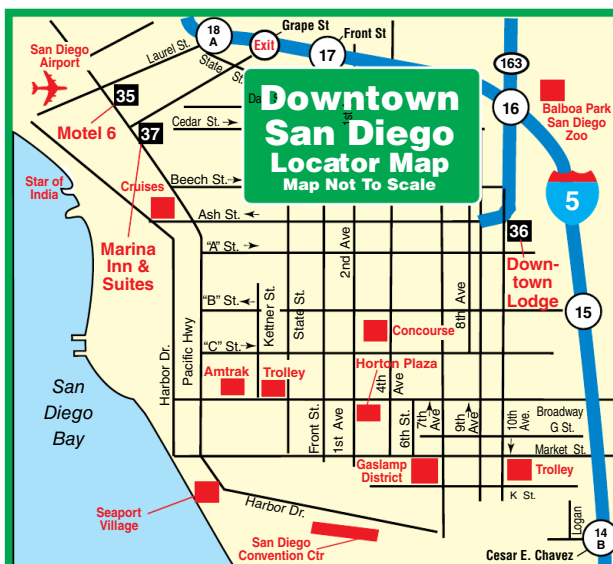 18
A
Grape St
Front St
San Diego
Airport
Laurel St.
State St.
Exit
17
163
35
Motel 6
37
Cedar St.
Downtown
San Diego
Locator Map
Map Not To Scale
16
Balboa Park
San Diego
Zoo
Star of
India
Cruises
Beech St.
Ash St.
5
Marina
Inn &
Suites
"A" St.
2nd Ave
36
Down-
town
Lodge
"B" St.
Kettner St.
State St.
8th Ave
15
Concourse
"C" St.
Harbor Dr.
Pacific Hwy
Amtrak
Trolley
Horton Plaza
4th
Ave
San
Diego
Bay
Front St.
1st Ave
6th St.
7th
Ave
9th
Ave
10th
Ave.
Broadway
G St.
Market St.
Gaslamp
District
Trolley
K St.
Seaport
Village
Harbor Dr.
San Diego
Convention Ctr
Logan
14
B
Cesar E. Chavez